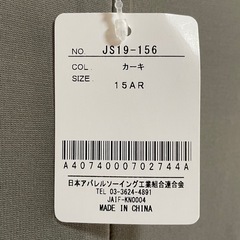 NO. JS19-156
COL カーキ
SIZE 15AR
A4074000702744A
日本アパレルソーイング工業組合連合会
TEL 03-3624-4891
JAIF-KN0004
MADE IN CHINA